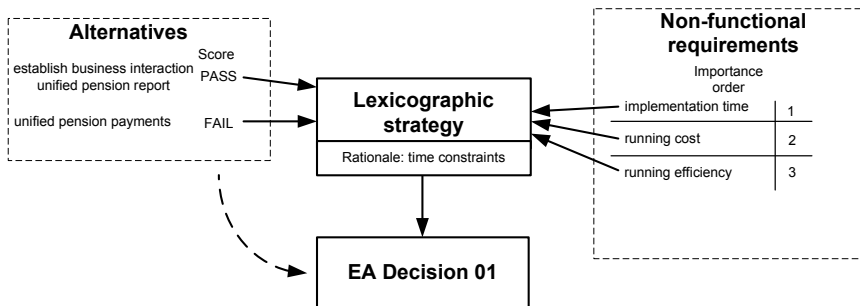 Alternatives
Score
establish business interaction
unified pension report
PASS
unified pension payments
FAIL
Lexicographic
strategy
Rationale: time constraints
EA Decision 01
Non-functional
requirements
Importance
order
implementation time 1
running cost 2
running efficiency 3